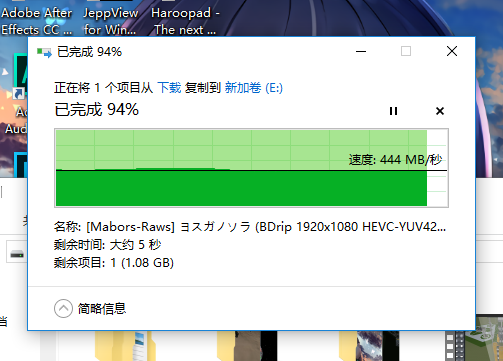 Adobe After
Effects CC ...
JeppView
for Win...
Haroopad -
The next ...
已完成 94%
正在将 1 个项目从 下载 复制到 新加卷 (E:)
已完成 94%
速度: 444 MB/秒
名称: [Mabors-Raws] ヨスガノソラ (BDrip 1920x1080 HEVC-YUV42...
剩余时间: 大约 5 秒
剩余项目: 1 (1.08 GB)
简略信息